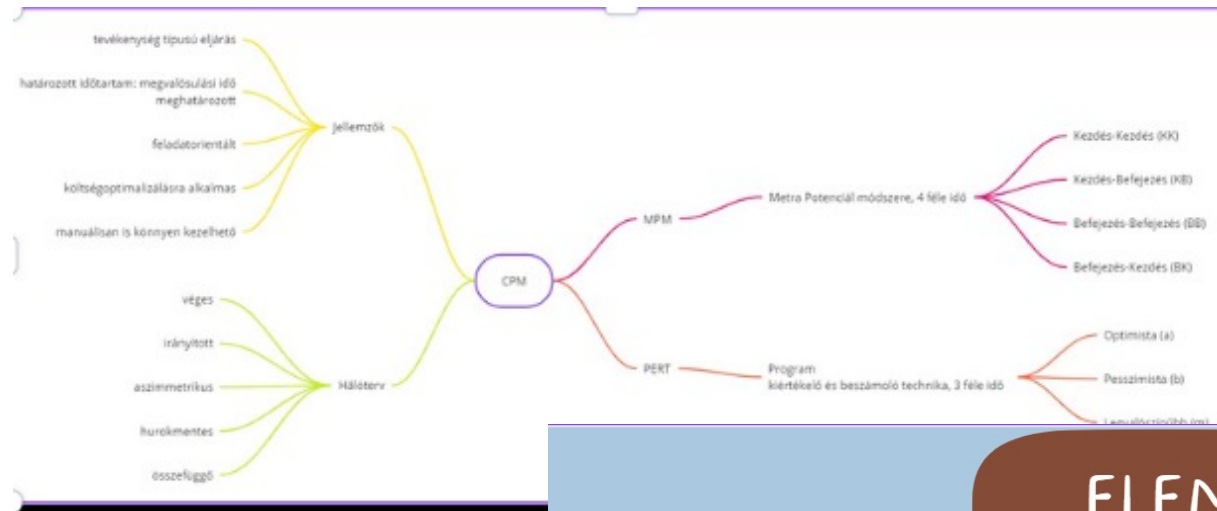 tevékenység típusú eljárás
határozott időtartam: megvalósulási idő
meghatározott
feladatorientált
költségoptimalizálásra alkalmas
manuálisan is könnyen kezelhető
Jellemzők
véges
irányított
aszimmetrikus
hurokmentes
összefüggő
Hálóterv
CPM
MPM
Metra Potenciál módszere, 4 féle idő
Kezdés-Kezdés (KK)
Kezdés-Befejezés (KB)
Befejezés-Befejezés (BB)
Befejezés-Kezdés (BK)
PERT
Program
kiértékelő és beszámoló technika, 3 féle idő
Optimista (a)
Pesszimista (b)